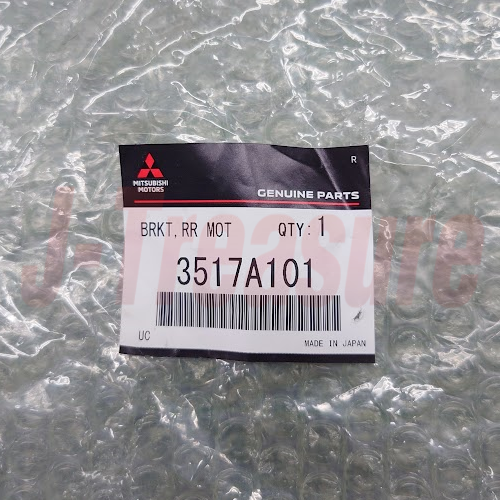 R
MITSUBISHI
MOTORS
GENUINE PARTS
BRKT,RR MOT QTY:1
3517A101
UC
MADE IN JAPAN
J-Treasure